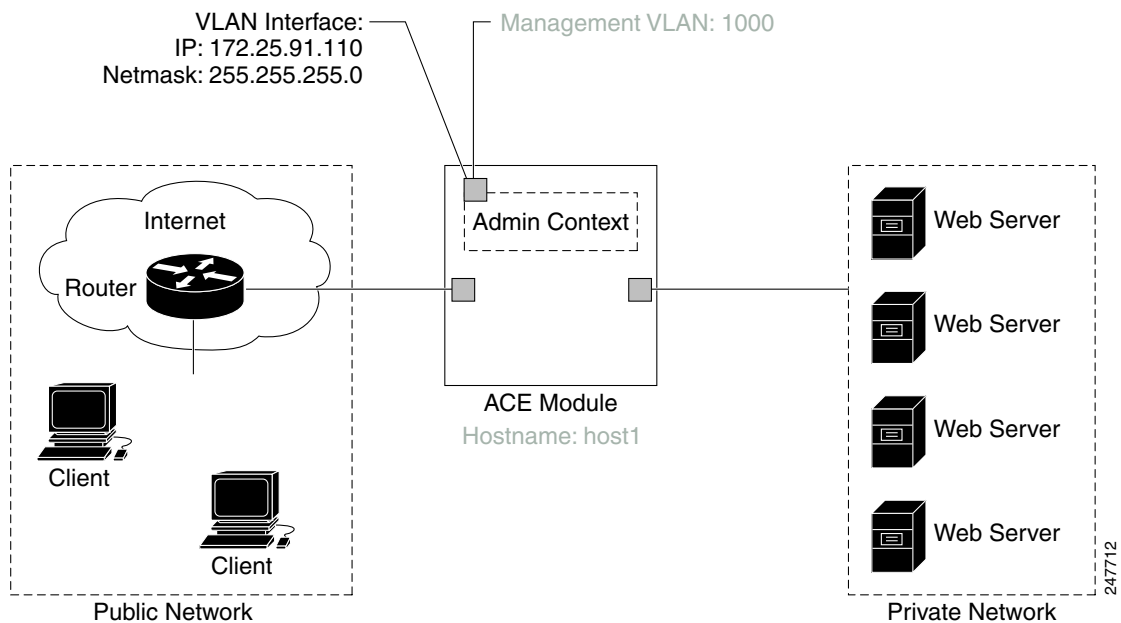 VLAN Interface:
IP: 172.25.91.110
Netmask: 255.255.255.0
Management VLAN: 1000
Internet
Router
Client
Client
Public Network
Admin Context
ACE Module
Hostname: host1
Web Server
Web Server
Web Server
Web Server
Private Network
247712